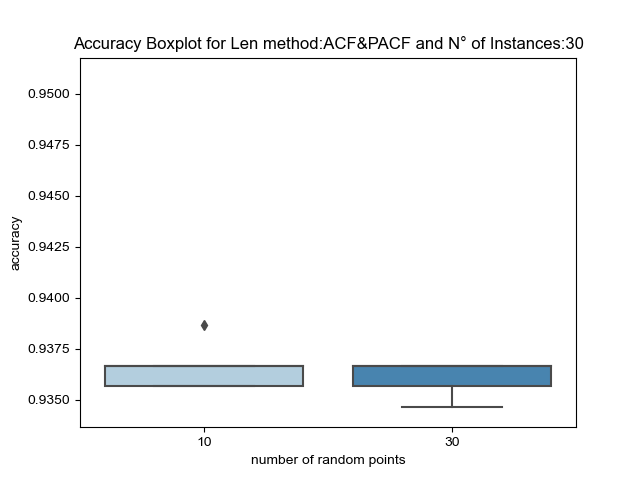 Accuracy Boxplot for Len method:ACF&PACF and N° of Instances:30
0.9500
0.9475
0.9450
0.9425
0.9400
0.9375
0.9350
accuracy
10 30
number of random points